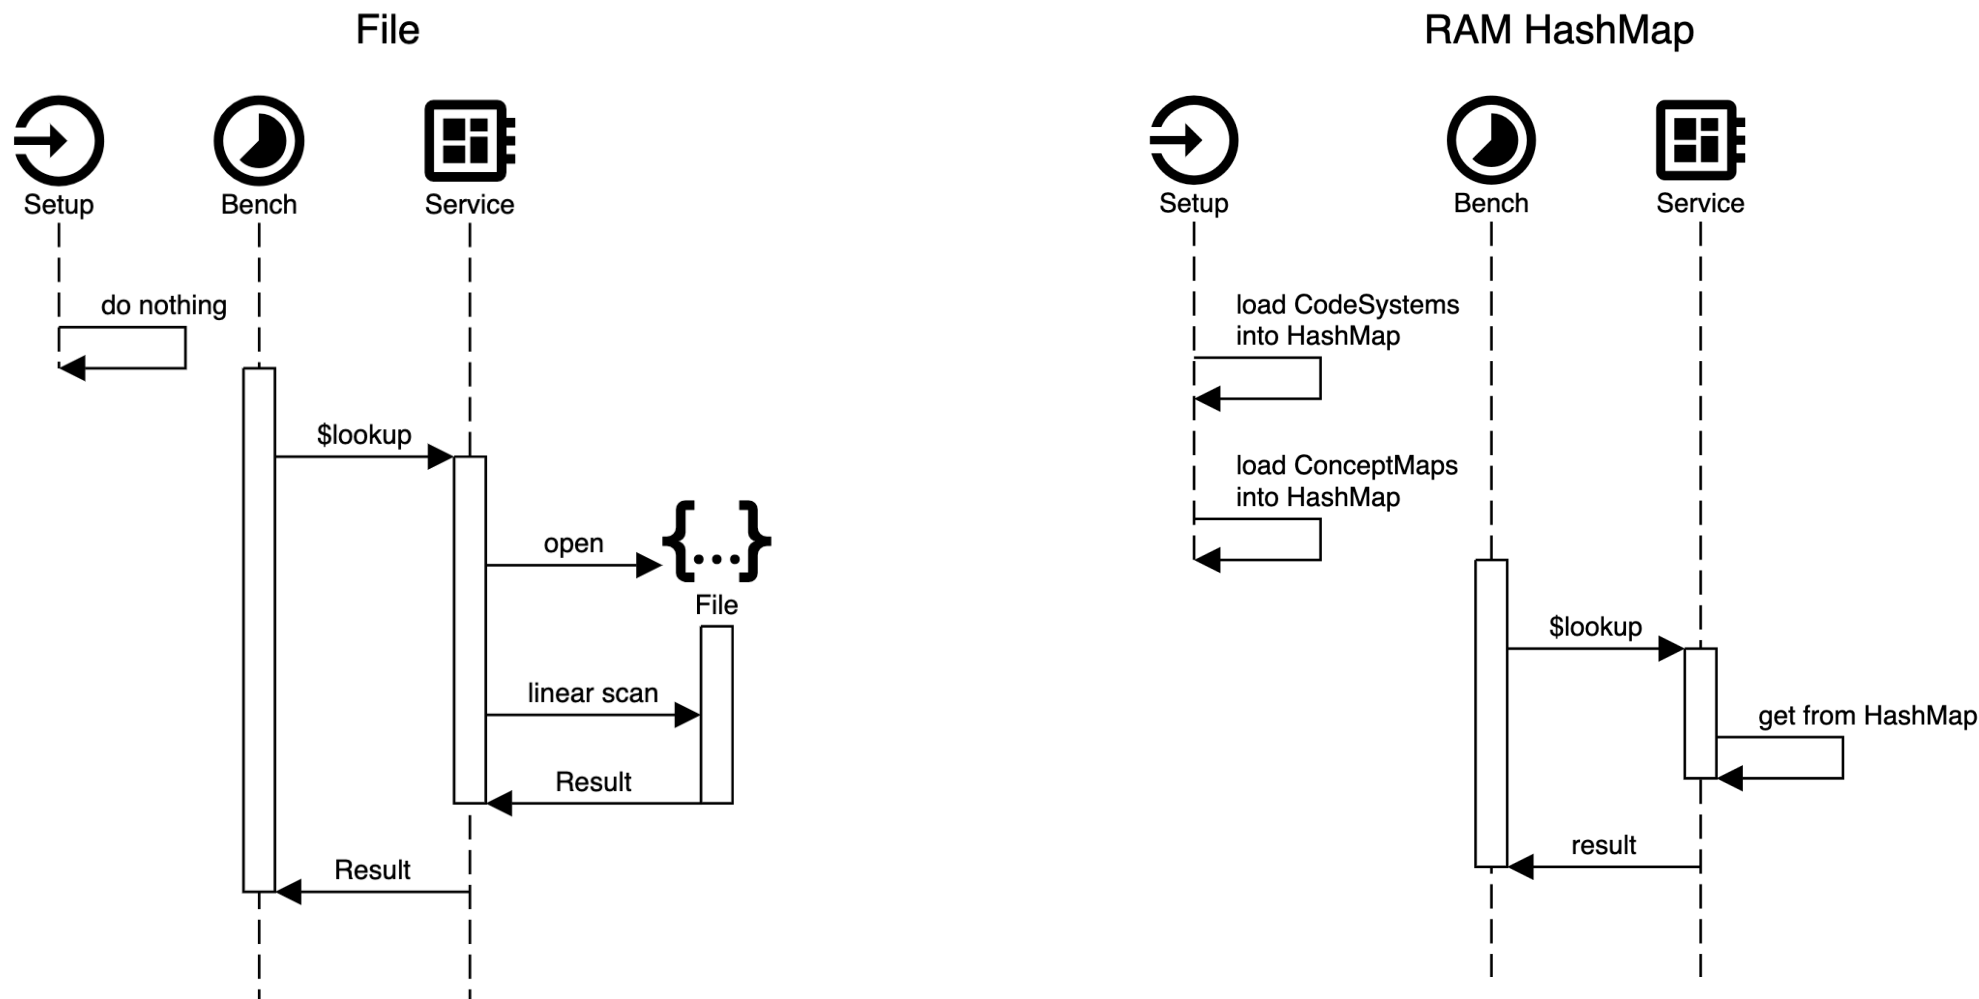 File
Setup
Bench
Service
do nothing
$lookup
open
{...}
File
linear scan
Result
Result
RAM HashMap
Setup
Bench
Service
load CodeSystems
into HashMap
load ConceptMaps
into HashMap
$lookup
get from HashMap
result